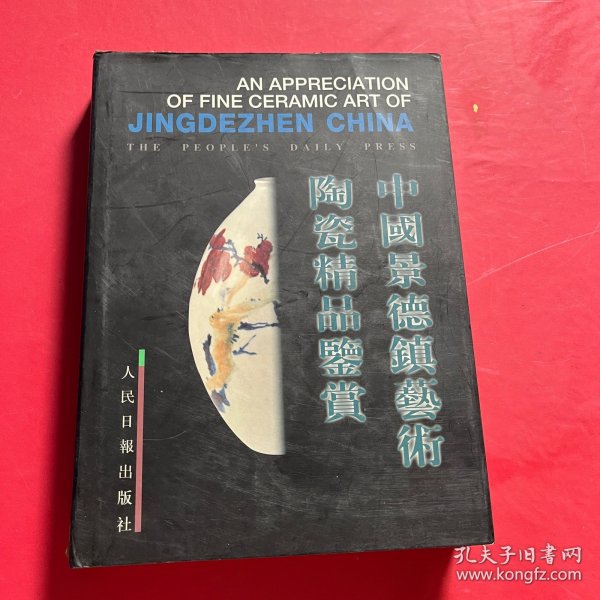 AN APPRECIATION
OF FINE CERAMIC ART OF
JINGDEZHEN CHINA
THE PEOPLE'S DAILY PRESS
中國景德鎮藝術
陶瓷精品鑒賞
人民日報出版社
孔夫子旧书网
www.kongfz.com